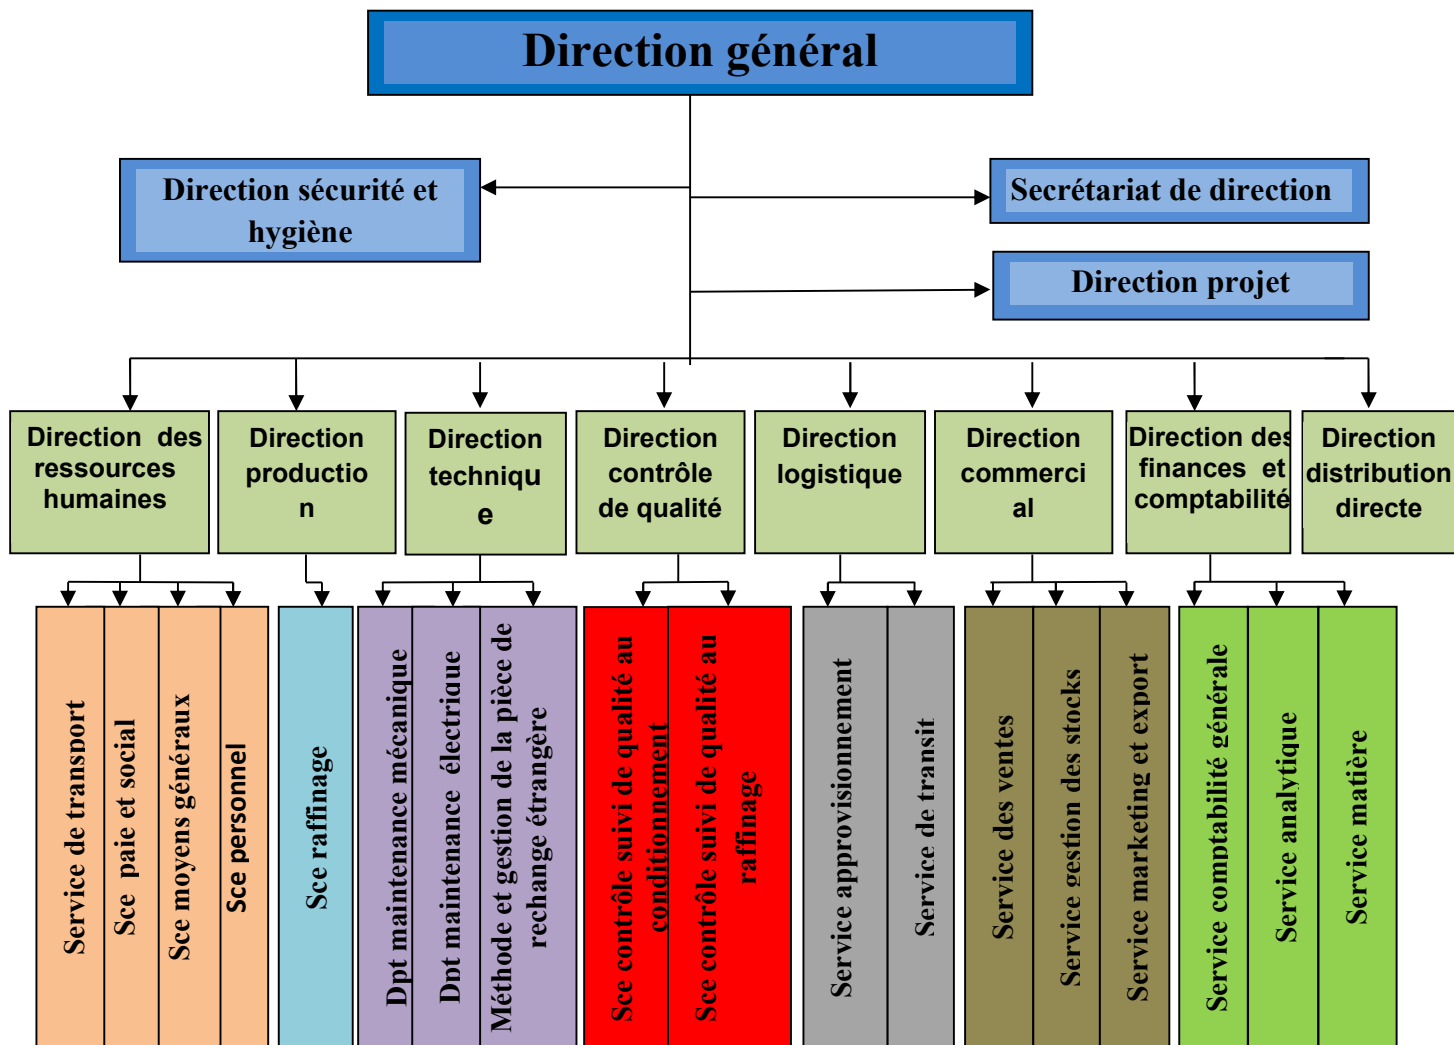 Direction général
Direction sécurité et
hygiène
Secrétariat de direction
Direction projet
Direction des
ressources
humaines
Direction
productio
n
Direction
techniqu
e
Direction
contrôle
de qualité
Direction
logistique
Direction
commerci
al
Direction des
finances et
comptabilité
Direction
distribution
directe
Service de transport
Sce paie et social
Sce moyens généraux
Sce personnel
Sce raffinage
Dpt maintenance mécanique
Dpt maintenance électrique
Méthode et gestion de la pièce de
rechange étrangère
Sce contrôle suivi de qualité au
conditionnement
Sce contrôle suivi de qualité au
raffinage
Service approvisionnement
Service de transit
Service des ventes
Service gestion des stocks
Service marketing et export
Service comptabilité générale
Service analytique
Service matière